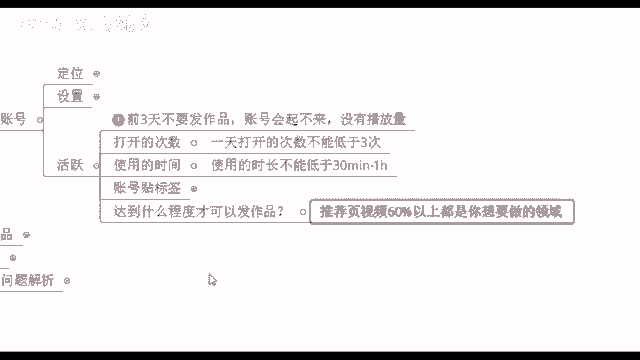 定位
设置
账号
前3天不要发作品，账号会起不来，没有播放量
打开的次数
一天打开的次数不能低于3次
活跃
使用的时间
使用的时长不能低于30min-1h
账号贴标签
达到什么程度才可以发作品？
推荐页视频60%以上都是你想要做的领域
品
问题解析